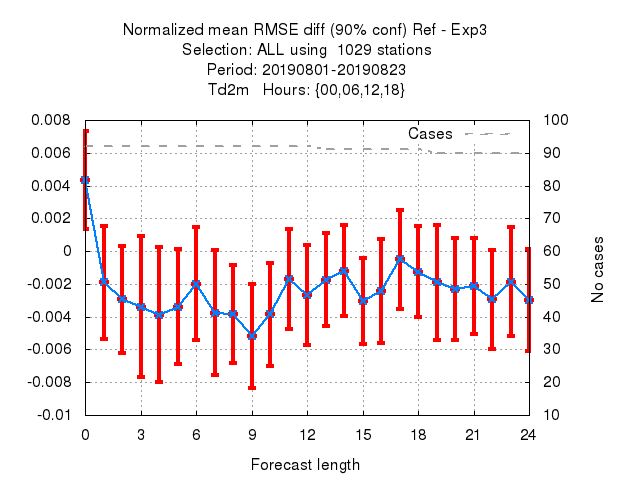 Normalized mean RMSE diff (90% conf) Ref - Exp3
Selection: ALL using  1029 stations
Period: 20190801-20190823
Td2m   Hours: {00,06,12,18}
Cases
0.008
0.006
0.004
0.002
0
-0.002
-0.004
-0.006
-0.008
-0.01
100
90
80
70
60
50
40
30
20
10
No cases
0 3 6 9 12 15 18 21 24
Forecast length